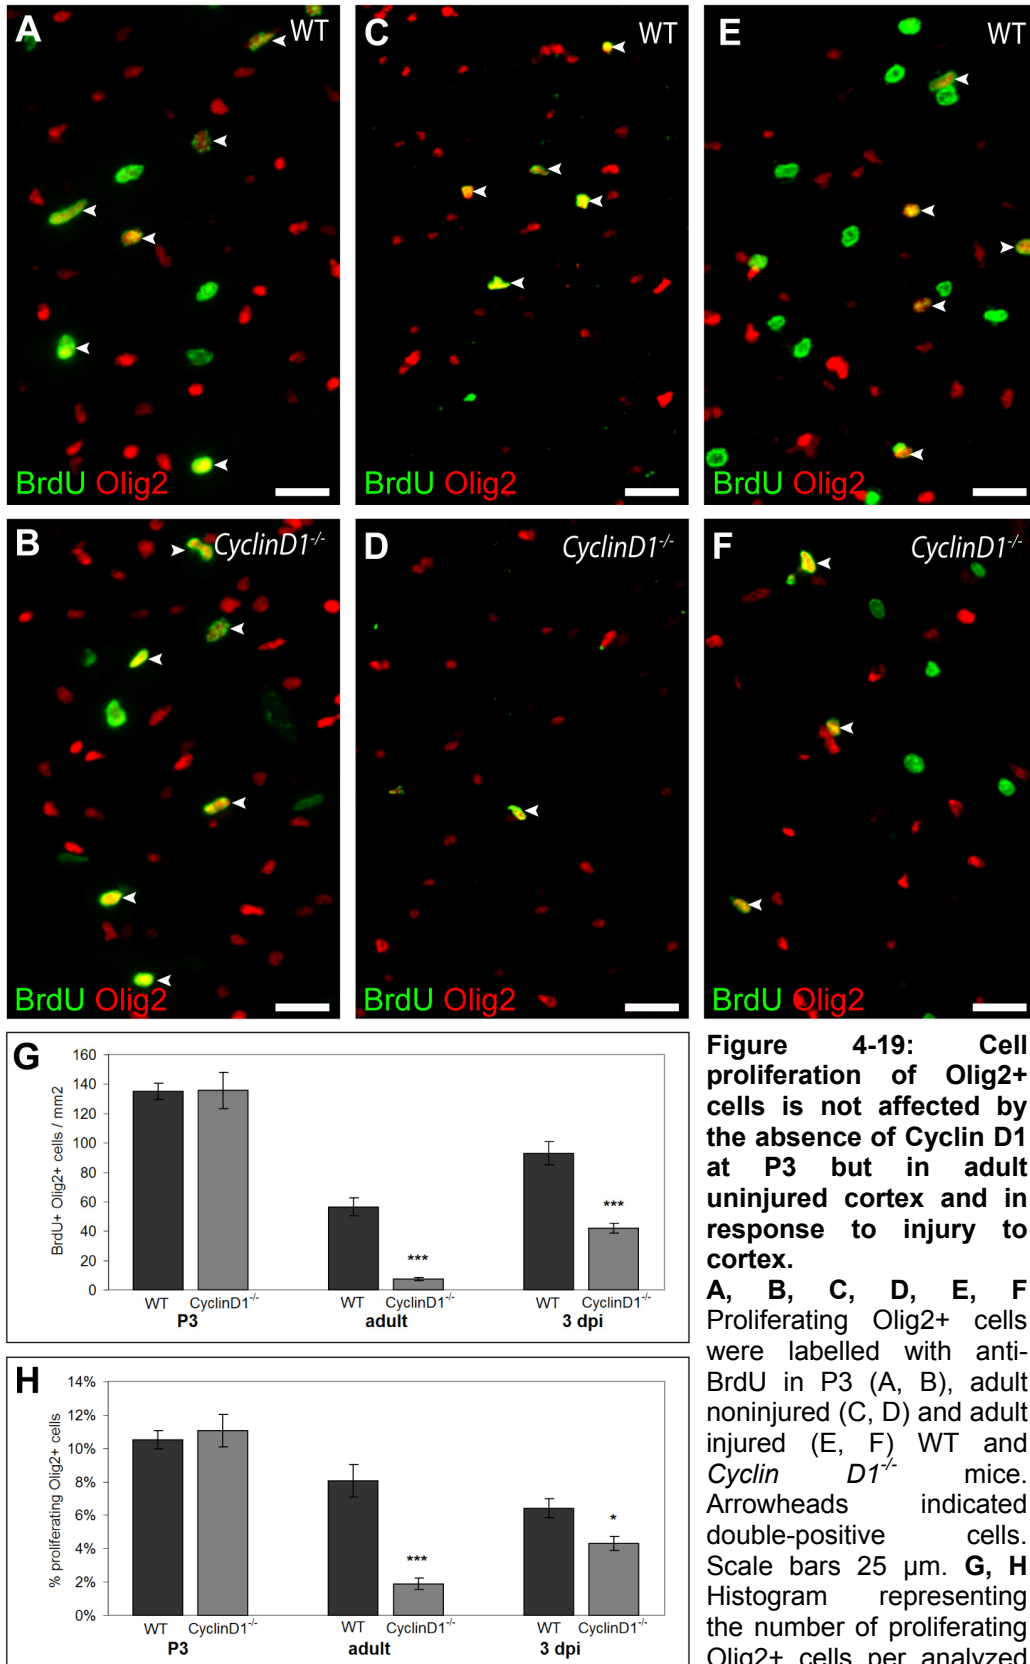 A WT
C WT
E WT
BrdU Olig2
BrdU Olig2
BrdU Olig2
B CyclinD1-/-
D CyclinD1-/-
F CyclinD1-/-
BrdU Olig2
BrdU Olig2
BrdU Olig2
G
BrdU+ Olig2+ cells / mm2
160
140
120
100
80
60
40
20
0
***
***
WT CyclinD1-/- WT CyclinD1-/- WT CyclinD1-/-
P3 adult 3 dpi
H
% proliferating Olig2+ cells
14%
12%
10%
8%
6%
4%
2%
0%
***
*
WT CyclinD1-/- WT CyclinD1-/- WT CyclinD1-/-
P3 adult 3 dpi
Figure 4-19: Cell
proliferation of Olig2+
cells is not affected by
the absence of Cyclin D1
at P3 but in adult
uninjured cortex and in
response to injury to
cortex.
A, B, C, D, E, F
Proliferating Olig2+ cells
were labelled with anti-
BrdU in P3 (A, B), adult
noninjured (C, D) and adult
injured (E, F) WT and
Cyclin D1-/- mice.
Arrowheads indicated
double-positive cells.
Scale bars 25 µm. G, H
Histogram representing
the number of proliferating
Olig2+ cells per analyzed